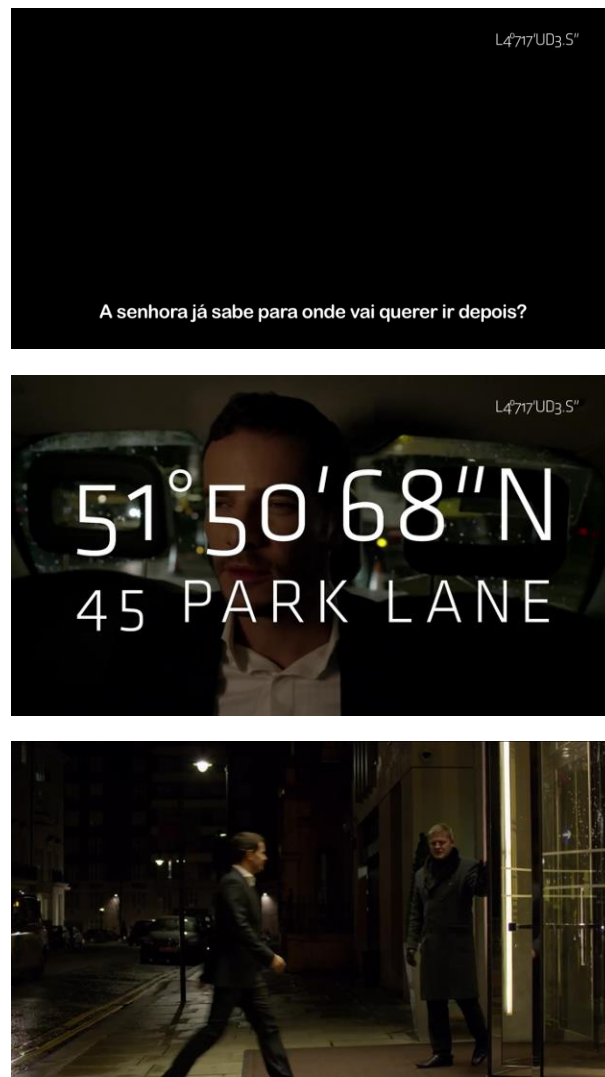 L4°717'UD3.S"
A senhora já sabe para onde vai querer ir depois?
L4°717'UD3.S"
51°50'68"N
45 PARK LANE